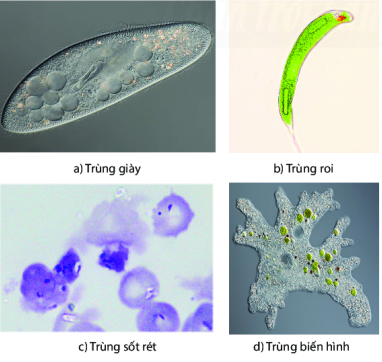 a) Trùng giày
b) Trùng roi
c) Trùng sốt rét
d) Trùng biến hình